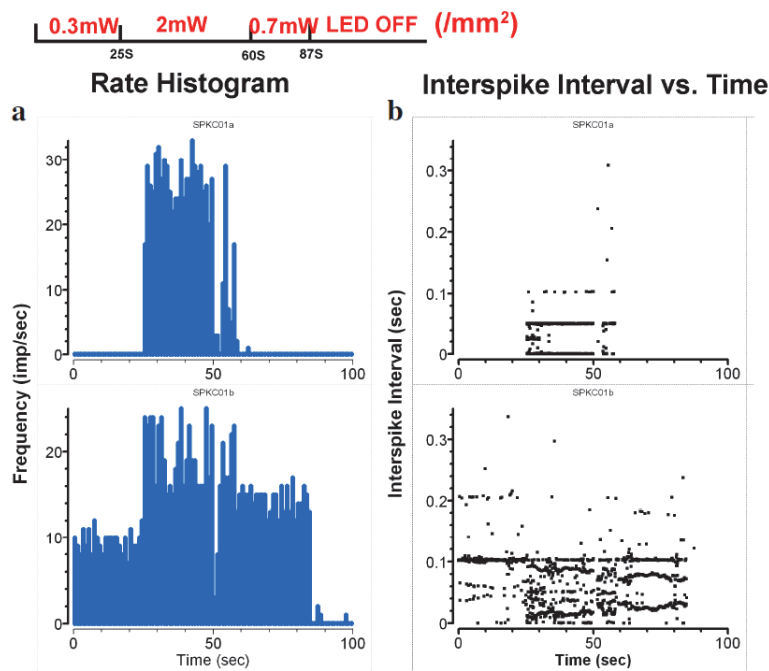 0.3mW 2mW 0.7mW LED OFF (/mm²)
25S 60S 87S
Rate Histogram Interspike Interval vs. Time
a b
SPKC01a
30
20
10
0
0 50 100
SPKC01b
25
20
15
10
5
0
0 50 100
Time (sec)
Frequency (imp/sec)
SPKC01a
0.3
0.2
0.1
0
0 50 100
SPKC01b
0.3
0.2
0.1
0
0 50 100
Time (sec)
Interspike Interval (sec)